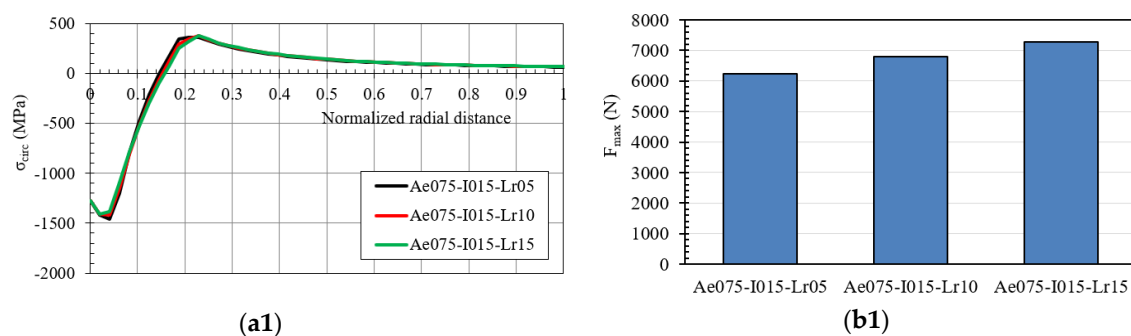 500
0
-500
-1000
-1500
-2000
σcirc (MPa)
0 0.1 0.2 0.3 0.4 0.5 0.6 0.7 0.8 0.9 1
Normalized radial distance
Ae075-I015-Lr05
Ae075-I015-Lr10
Ae075-I015-Lr15
(a1)
8000
7000
6000
5000
4000
3000
2000
1000
0
Fmax (N)
Ae075-I015-Lr05 Ae075-I015-Lr10 Ae075-I015-Lr15
(b1)